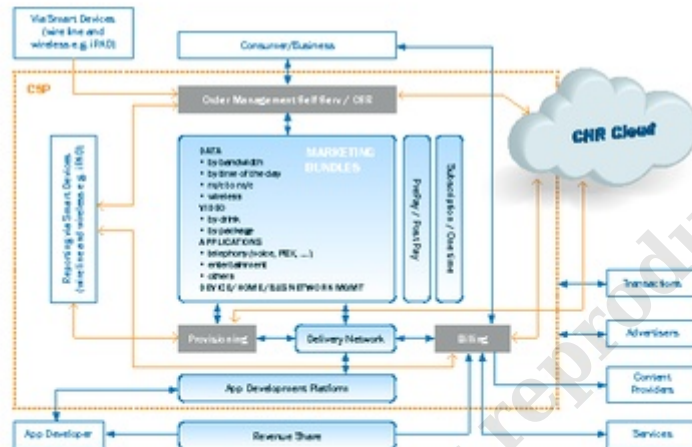 Via Smart Devices
(wire line and
wireless e.g. iPAD)
Consumer/Business
CSP
Order Management Self Serv / CSR
CHR Cloud
Reporting via Smart Devices
(wire line and wireless e.g. iPAD)
MARKETING
BUNDLES
DATA
• by bandwidth
• by time of the day
• wireless
VIDEO
• by drink
• by package
APPLICATIONS
• telephony (voice, PBX, ...)
• entertainment
• others
DEVICE/HOME/BUS NETWORK MGMT
PrePay / Post Pay
Subscription / One time
Provisioning
Delivery Network
Billing
App Development Platform
App Developer
Revenue Share
Transactions
Advertisers
Content
Providers
Services